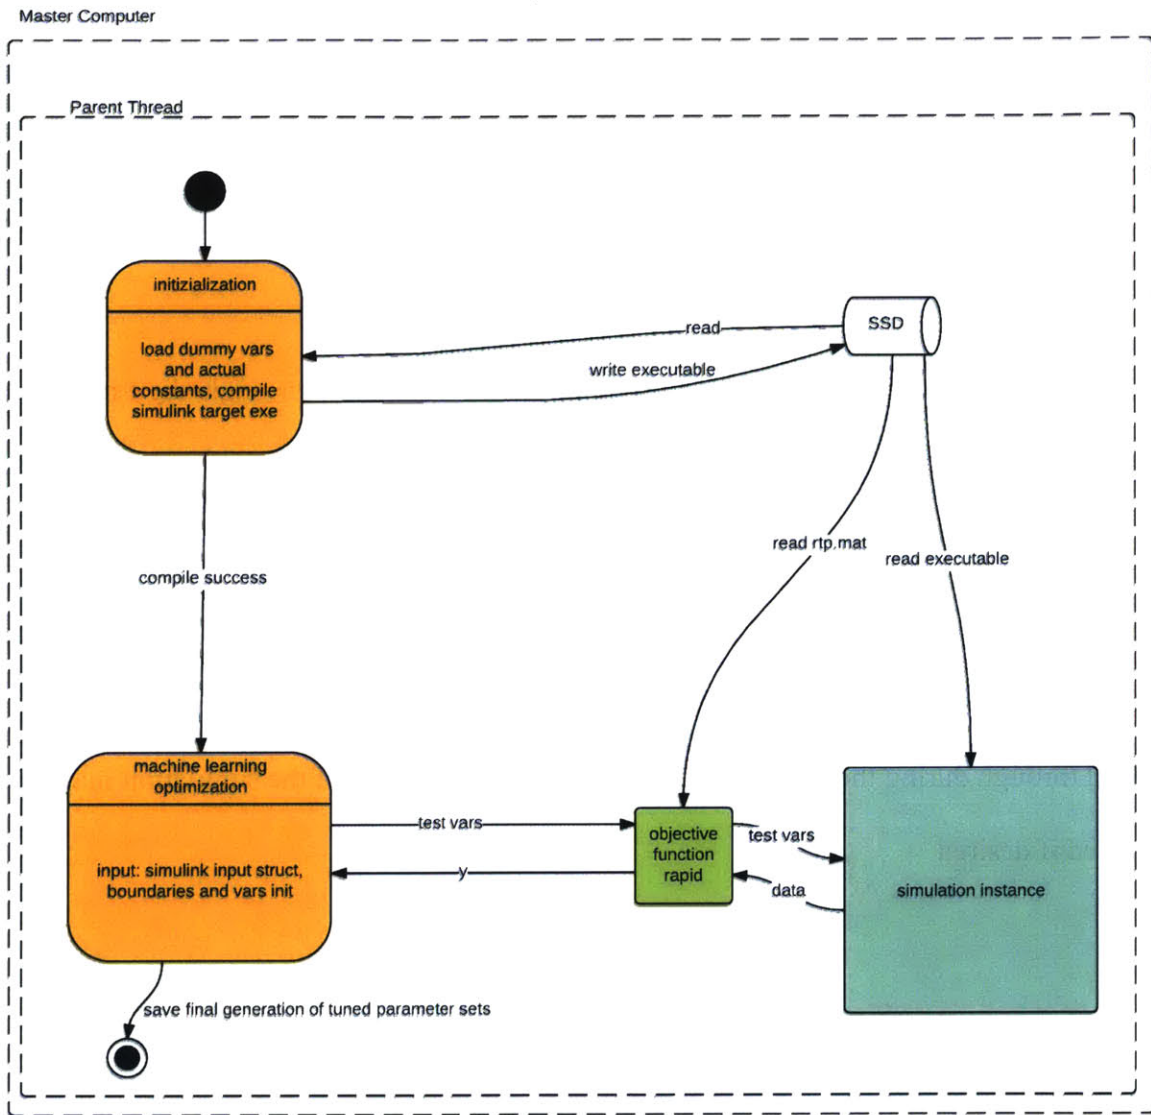 Master Computer
Parent Thread
initizialization
load dummy vars
and actual
constants, compile
simulink target exe
read
SSD
write executable
read rtp.mat
read executable
compile success
machine learning
optimization
input: simulink input struct,
boundaries and vars init
test vars
y
objective
function
rapid
test vars
data
simulation instance
save final generation of tuned parameter sets